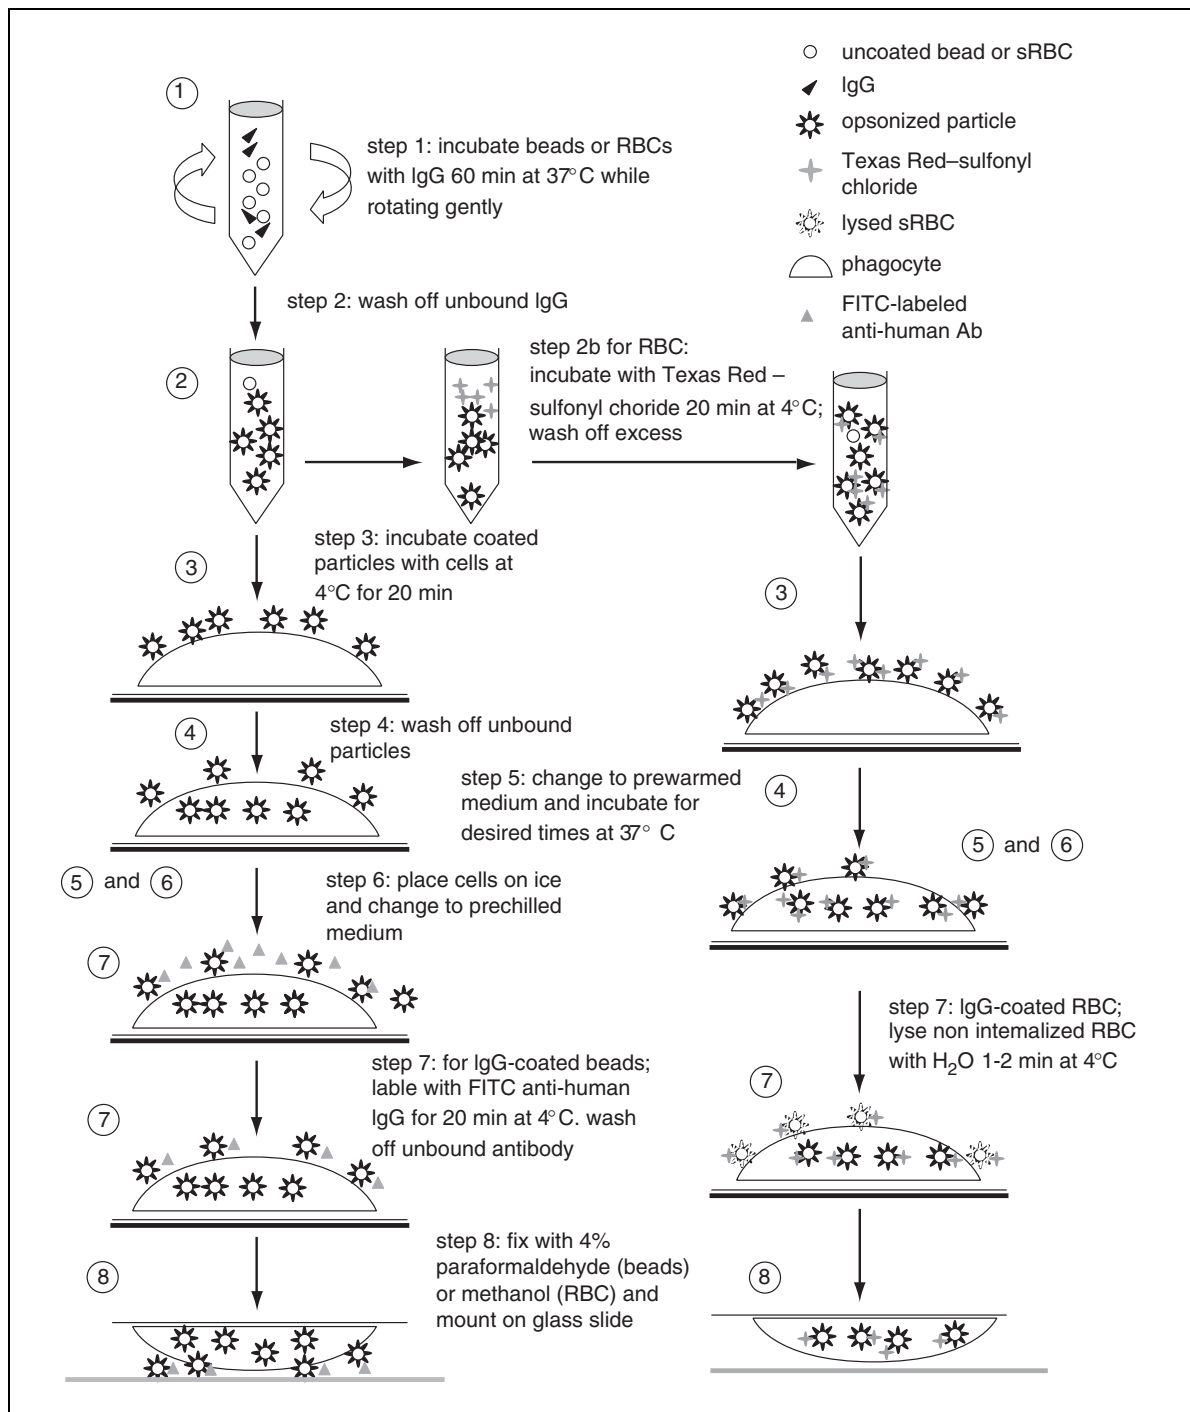 1
step 1: incubate beads or RBCs
with IgG 60 min at 37°C while
rotating gently
uncoated bead or sRBC
IgG
opsonized particle
Texas Red–sulfonyl
chloride
lysed sRBC
phagocyte
FITC-labeled
anti-human Ab
step 2: wash off unbound IgG
2
step 2b for RBC:
incubate with Texas Red –
sulfonyl choride 20 min at 4°C;
wash off excess
step 3: incubate coated
particles with cells at
4°C for 20 min
3
3
4
step 4: wash off unbound
particles
step 5: change to prewarmed
medium and incubate for
desired times at 37° C
4
5 and 6
5 and 6
step 6: place cells on ice
and change to prechilled
medium
7
step 7: IgG-coated RBC;
lyse non intemalized RBC
with H2O 1-2 min at 4°C
step 7: for IgG-coated beads;
lable with FITC anti-human
IgG for 20 min at 4°C. wash
off unbound antibody
7
7
step 8: fix with 4%
paraformaldehyde (beads)
or methanol (RBC) and
mount on glass slide
8
8